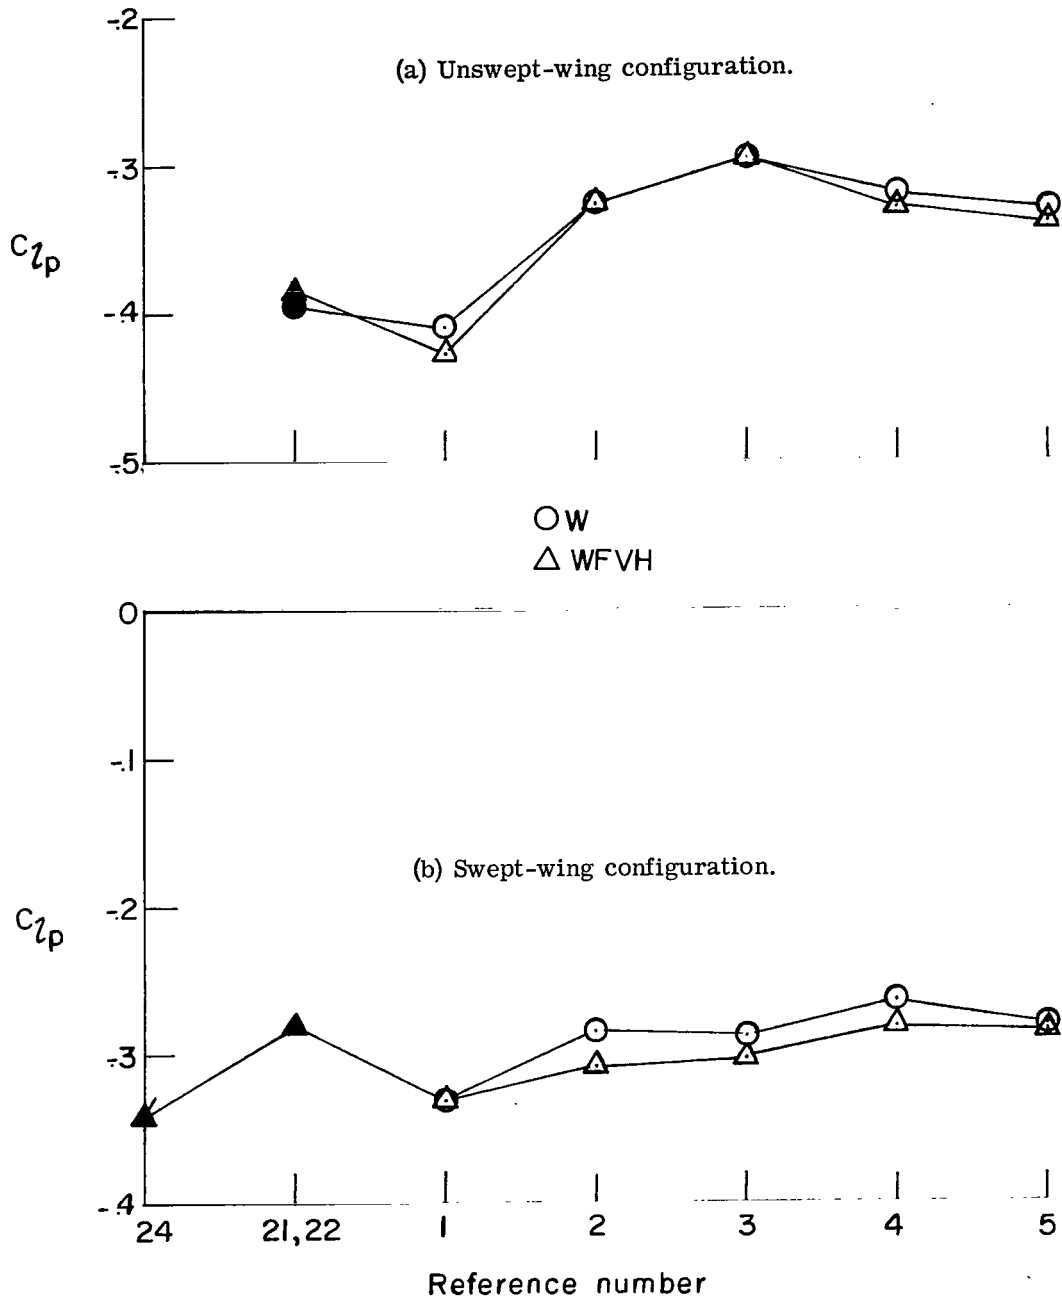 -.2
(a) Unswept-wing configuration.
-.3
C_{l_p}
-.4
-.5
W
WFVH
0
-.1
(b) Swept-wing configuration.
-.2
C_{l_p}
-.3
-.4
24 21,22 1 2 3 4 5
Reference number